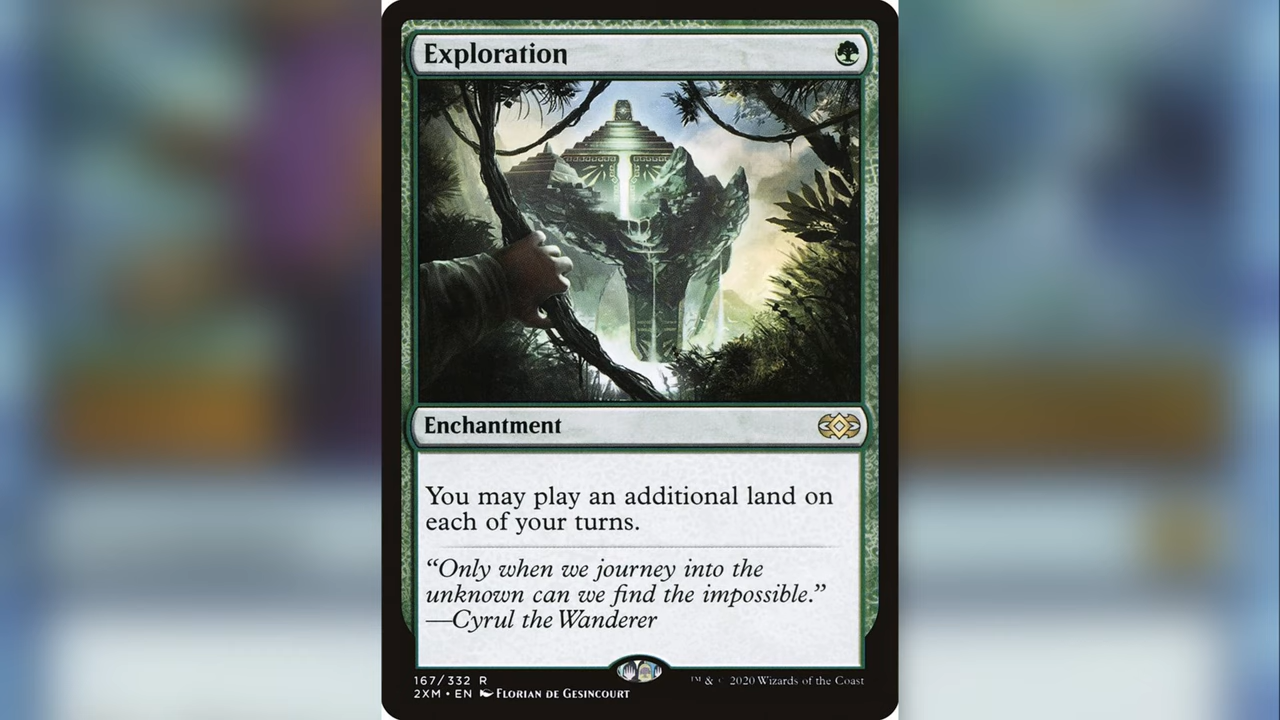 Exploration
Enchantment
You may play an additional land on
each of your turns.
“Only when we journey into the
unknown can we find the impossible.”
—Cyrul the Wanderer
167/332 R
2XM • EN Florian de Gesincourt
™ & © 2020 Wizards of the Coast